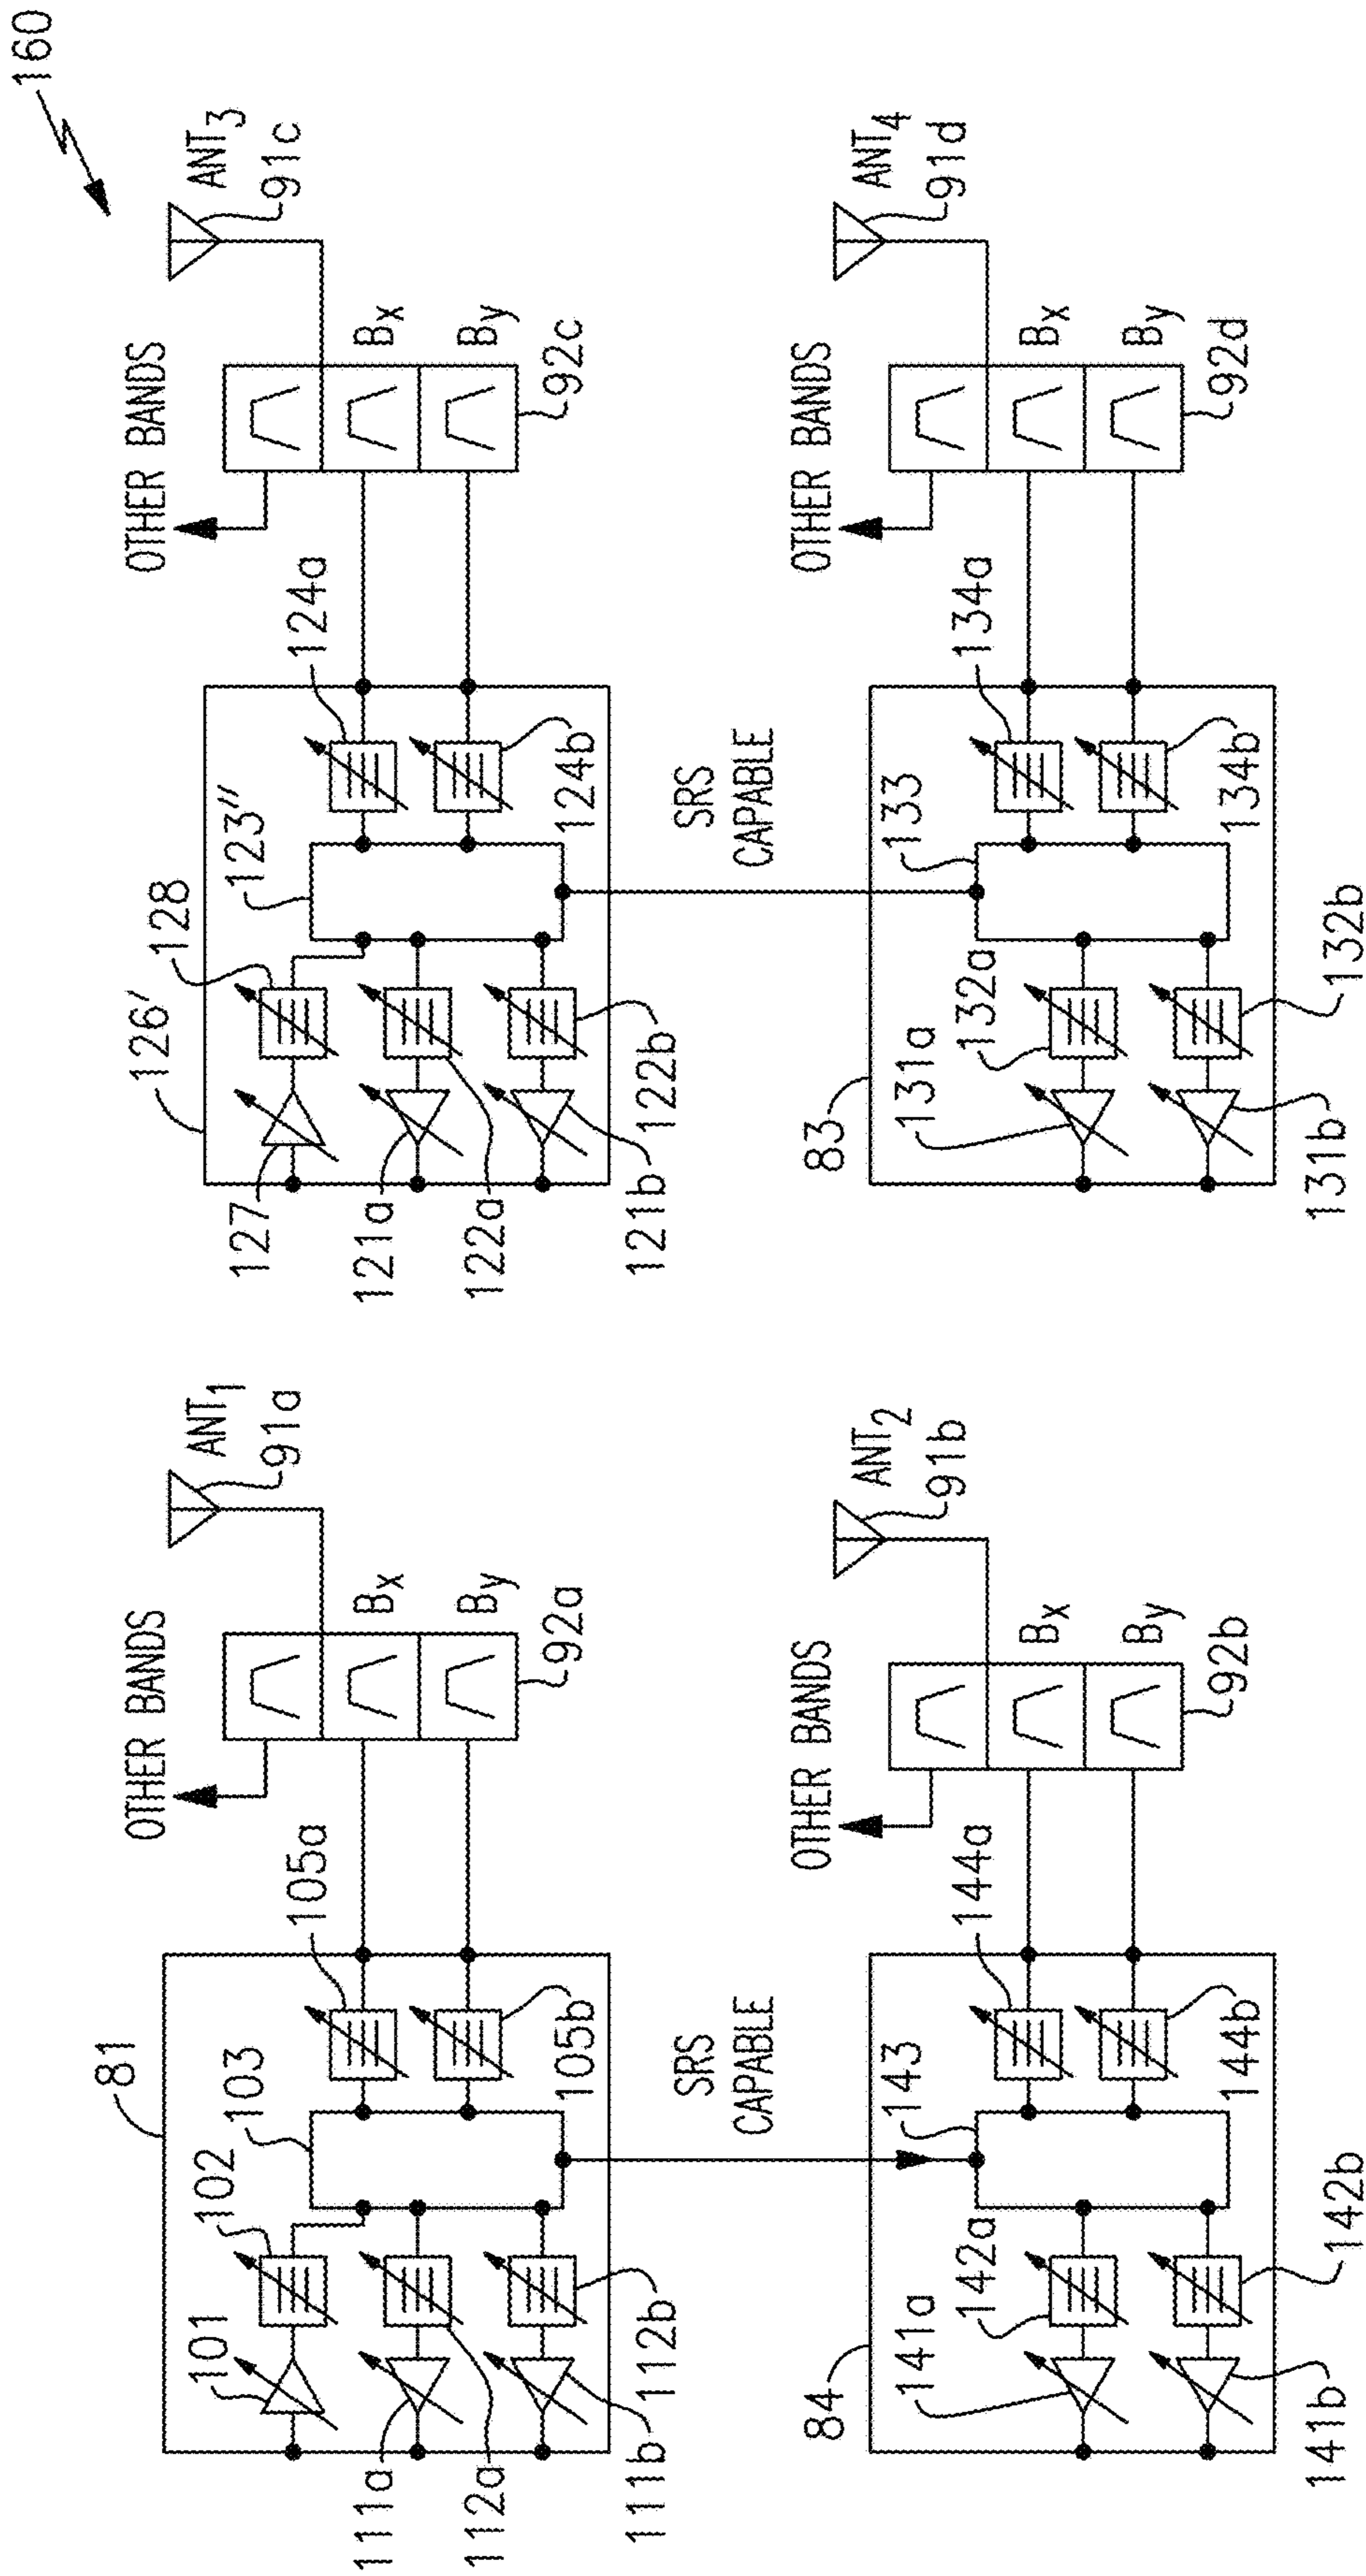 160
ANT3
91c
OTHER BANDS
Bx
By
92c
124a
124b
123′′
128
126′
127
121a
122a
122b
121b
SRS
CAPABLE
ANT4
91d
OTHER BANDS
Bx
By
92d
134a
134b
133
132a
132b
131a
131b
83
ANT1
91a
OTHER BANDS
Bx
By
92a
105a
105b
81
103
102
101
111a
112a
112b
111b
SRS
CAPABLE
ANT2
91b
OTHER BANDS
Bx
By
92b
144a
144b
143
142a
142b
141a
141b
84